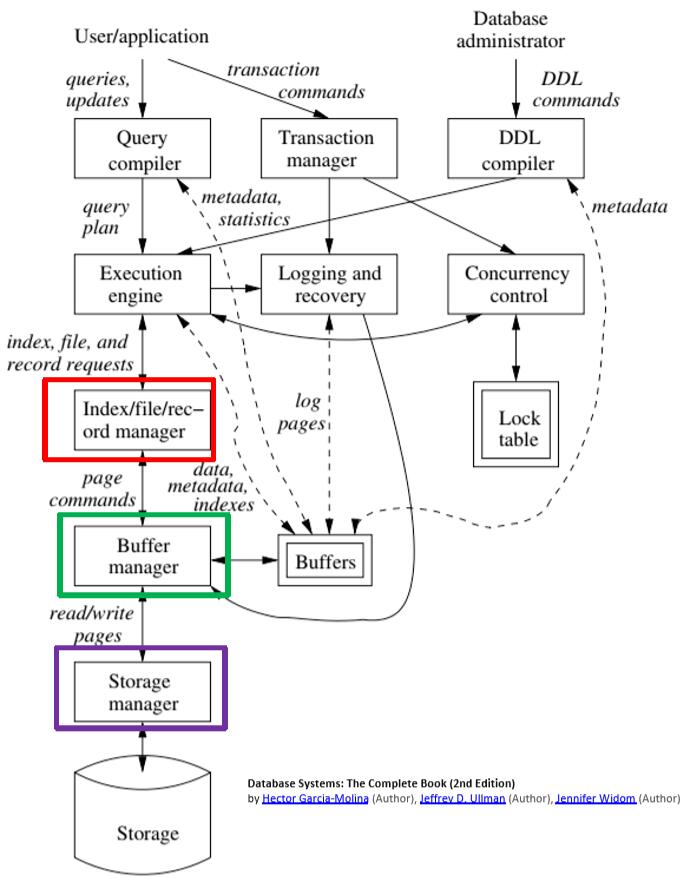 User/application
Database
administrator
queries,
updates
transaction
commands
DDL
commands
Query
compiler
Transaction
manager
DDL
compiler
query
plan
metadata,
statistics
metadata
Execution
engine
Logging and
recovery
Concurrency
control
index, file, and
record requests
Index/file/rec–
ord manager
log
pages
Lock
table
page
commands
data,
metadata,
indexes
Buffer
manager
Buffers
read/write
pages
Storage
manager
Storage
Database Systems: The Complete Book (2nd Edition)
by Hector Garcia-Molina (Author), Jeffrey D. Ullman (Author), Jennifer Widom (Author)